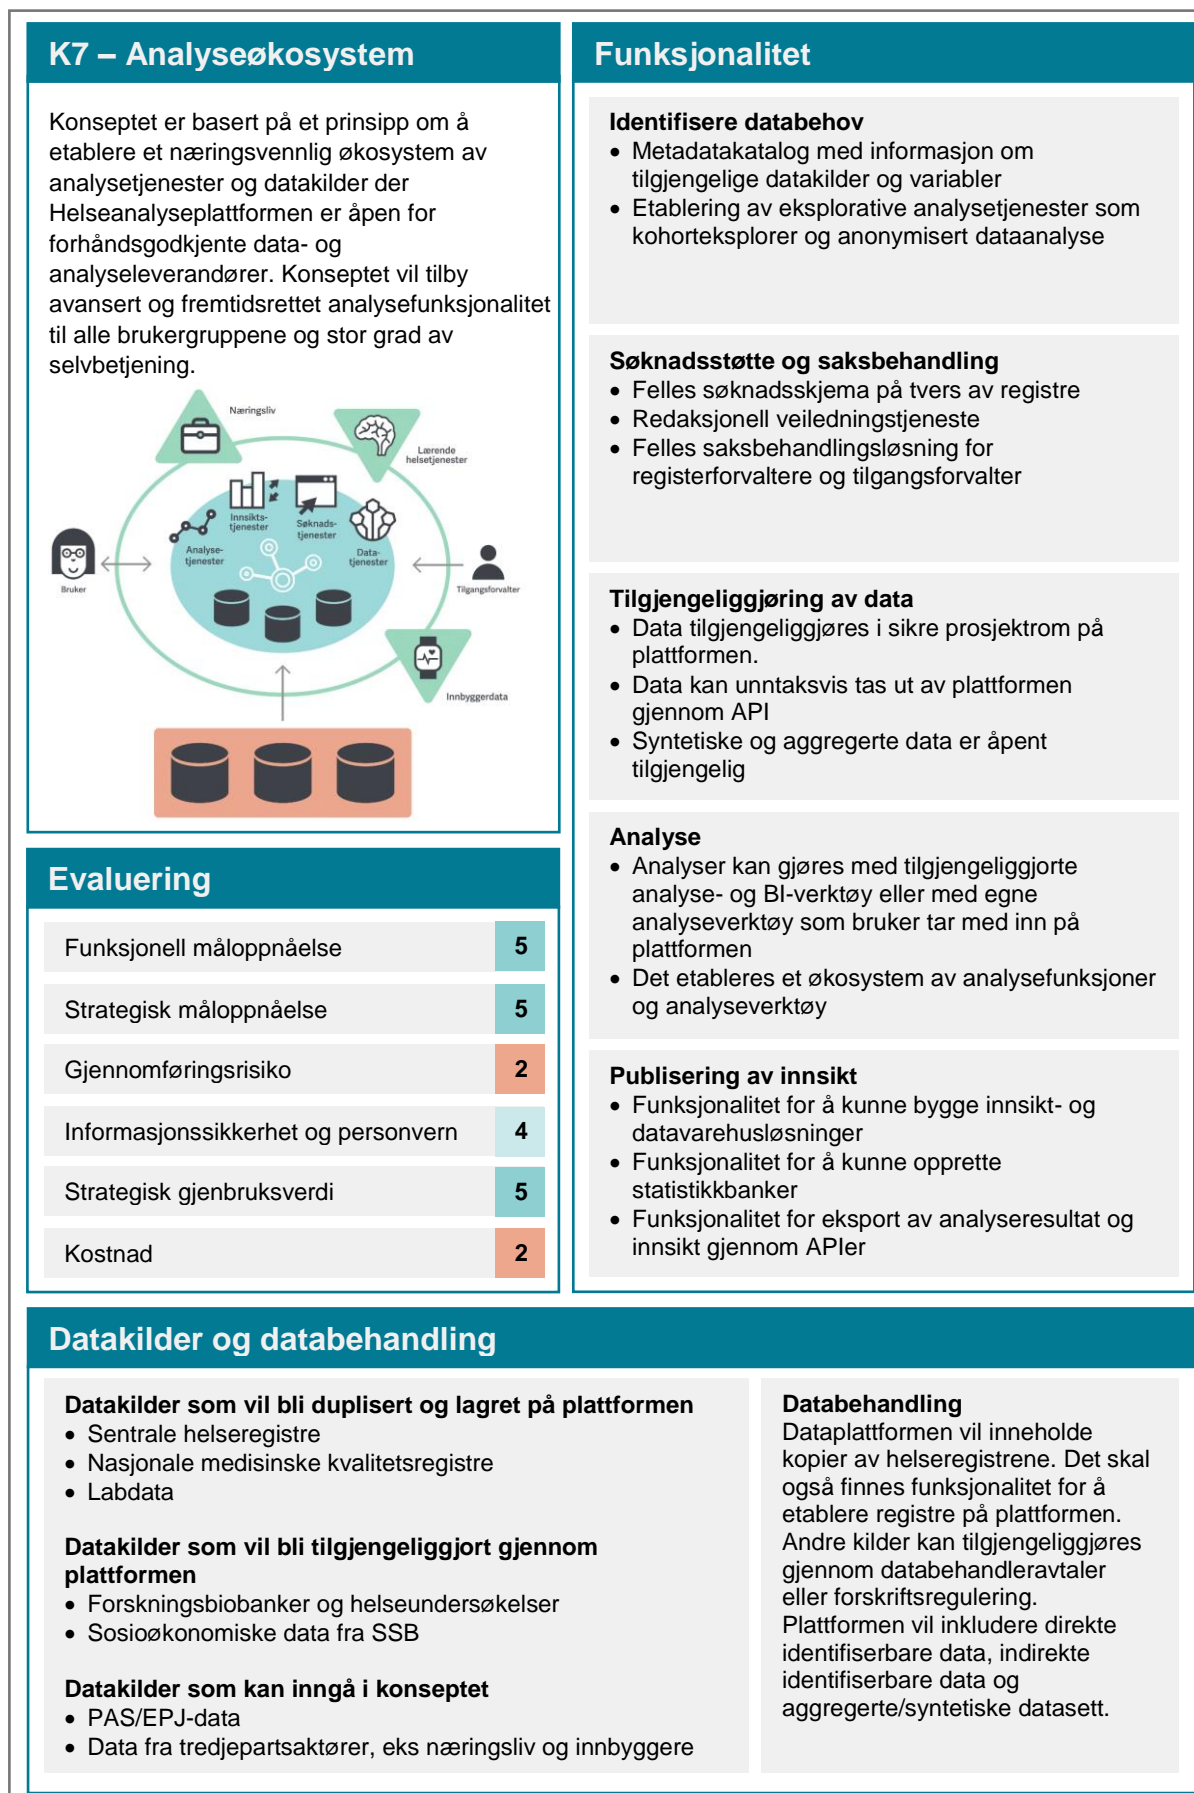 K7 – Analyseøkosystem
Konseptet er basert på et prinsipp om å
etablere et næringsvennlig økosystem av
analysetjenester og datakilder der
Helseanalyseplattformen er åpen for
forhåndsgodkjente data- og
analyseleverandører. Konseptet vil tilby
avansert og fremtidsrettet analysefunksjonalitet
til alle brukergruppene og stor grad av
selvbetjening.
Næringsliv
Lærende
helsetjenester
Innsikts-
tjenester
Søknads-
tjenester
Analyse-
tjenester
Data-
tjenester
Bruker
Tilgangsforvalter
Innbyggerdata
Evaluering
Funksjonell måloppnåelse 5
Strategisk måloppnåelse 5
Gjennomføringsrisiko 2
Informasjonssikkerhet og personvern 4
Strategisk gjenbruksverdi 5
Kostnad 2
Funksjonalitet
Identifisere databehov
• Metadatakatalog med informasjon om
tilgjengelige datakilder og variabler
• Etablering av eksplorative analysetjenester som
kohorteksplorer og anonymisert dataanalyse
Søknadsstøtte og saksbehandling
• Felles søknadsskjema på tvers av registre
• Redaksjonell veiledningstjeneste
• Felles saksbehandlingsløsning for
registerforvaltere og tilgangsforvalter
Tilgjengeliggjøring av data
• Data tilgjengeliggjøres i sikre prosjektrom på
plattformen.
• Data kan unntaksvis tas ut av plattformen
gjennom API
• Syntetiske og aggregerte data er åpent
tilgjengelig
Analyse
• Analyser kan gjøres med tilgjengeliggjorte
analyse- og BI-verktøy eller med egne
analyseverktøy som bruker tar med inn på
plattformen
• Det etableres et økosystem av analysefunksjoner
og analyseverktøy
Publisering av innsikt
• Funksjonalitet for å kunne bygge innsikt- og
datavarehusløsninger
• Funksjonalitet for å kunne opprette
statistikkbanker
• Funksjonalitet for eksport av analyseresultat og
innsikt gjennom APIer
Datakilder og databehandling
Datakilder som vil bli duplisert og lagret på plattformen
• Sentrale helseregistre
• Nasjonale medisinske kvalitetsregistre
• Labdata
Datakilder som vil bli tilgjengeliggjort gjennom
plattformen
• Forskningsbiobanker og helseundersøkelser
• Sosioøkonomiske data fra SSB
Datakilder som kan inngå i konseptet
• PAS/EPJ-data
• Data fra tredjepartsaktører, eks næringsliv og innbyggere
Databehandling
Dataplattformen vil inneholde
kopier av helseregistrene. Det skal
også finnes funksjonalitet for å
etablere registre på plattformen.
Andre kilder kan tilgjengeliggjøres
gjennom databehandleravtaler
eller forskriftsregulering.
Plattformen vil inkludere direkte
identifiserbare data, indirekte
identifiserbare data og
aggregerte/syntetiske datasett.